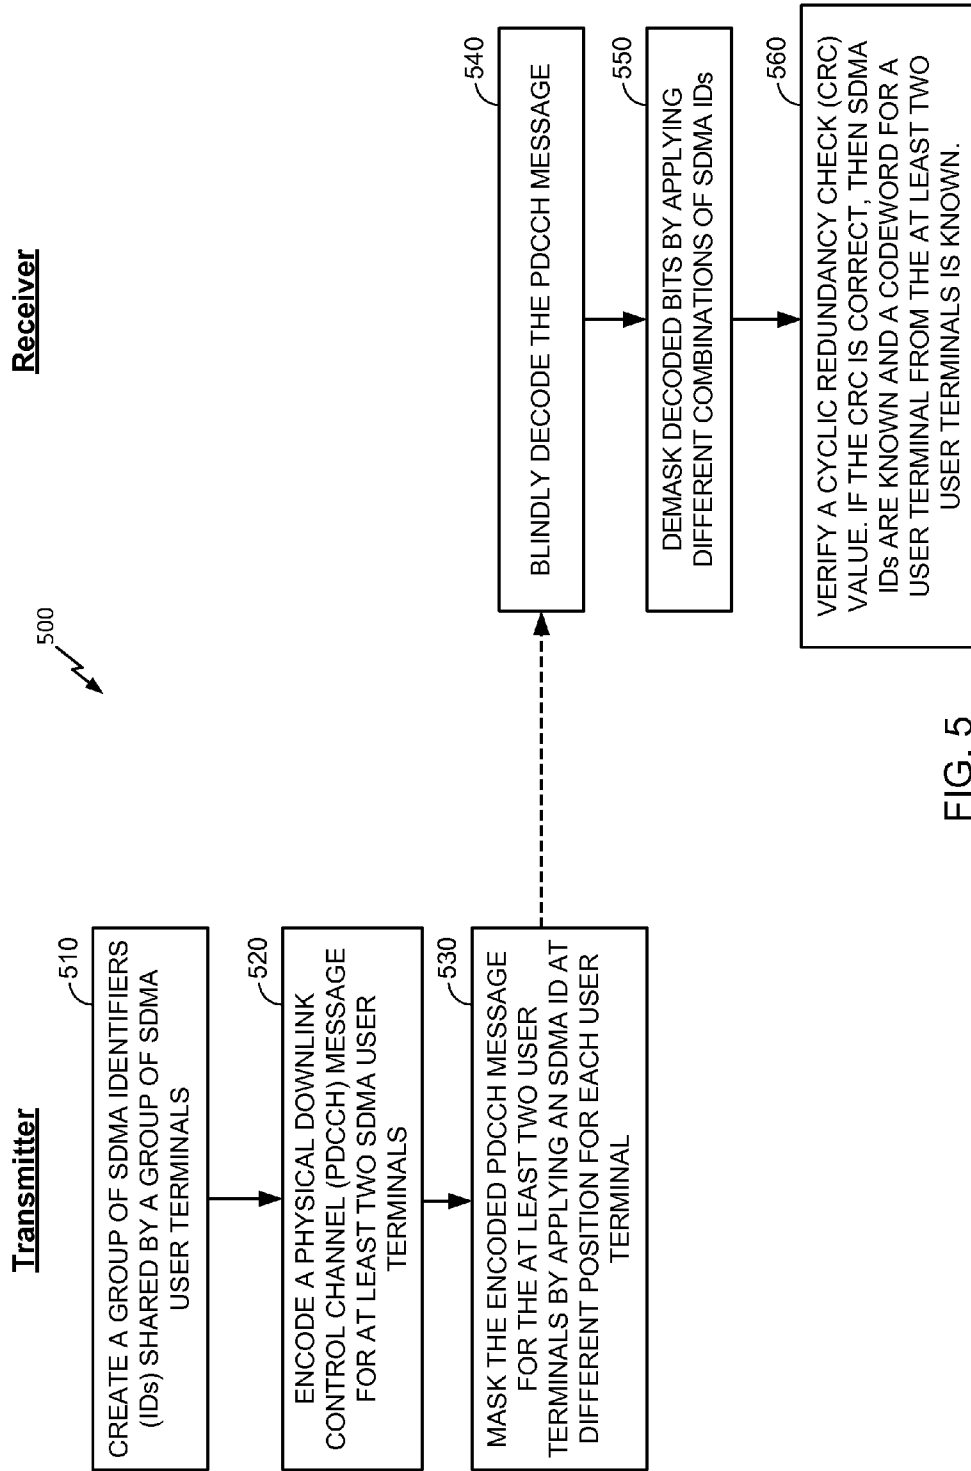 Transmitter
510
CREATE A GROUP OF SDMA IDENTIFIERS
(IDs) SHARED BY A GROUP OF SDMA
USER TERMINALS
520
ENCODE A PHYSICAL DOWNLINK
CONTROL CHANNEL (PDCCH) MESSAGE
FOR AT LEAST TWO SDMA USER
TERMINALS
530
MASK THE ENCODED PDCCH MESSAGE
FOR THE AT LEAST TWO USER
TERMINALS BY APPLYING AN SDMA ID AT
DIFFERENT POSITION FOR EACH USER
TERMINAL
500
Receiver
540
BLINDLY DECODE THE PDCCH MESSAGE
550
DEMASK DECODED BITS BY APPLYING
DIFFERENT COMBINATIONS OF SDMA IDs
560
VERIFY A CYCLIC REDUNDANCY CHECK (CRC)
VALUE. IF THE CRC IS CORRECT, THEN SDMA
IDs ARE KNOWN AND A CODEWORD FOR A
USER TERMINAL FROM THE AT LEAST TWO
USER TERMINALS IS KNOWN.
FIG. 5